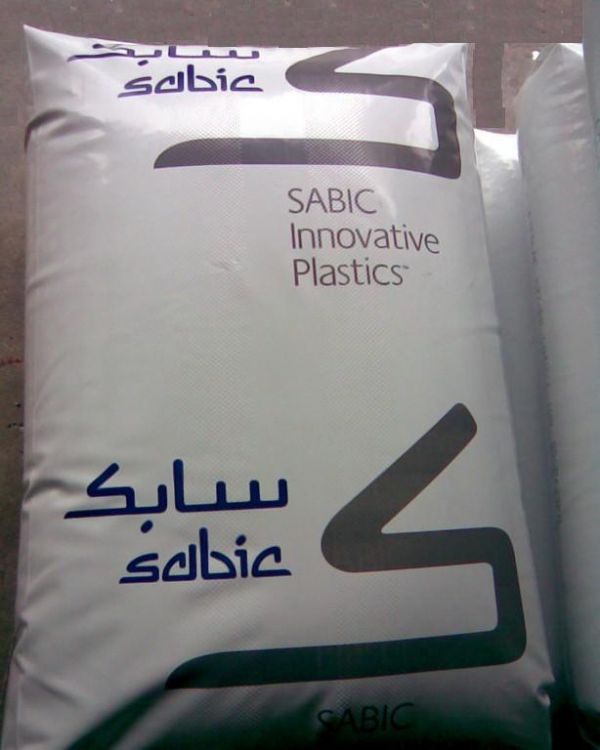 سابك
sabic
SABIC
Innovative
Plastics™
سابك
sabic
SABIC